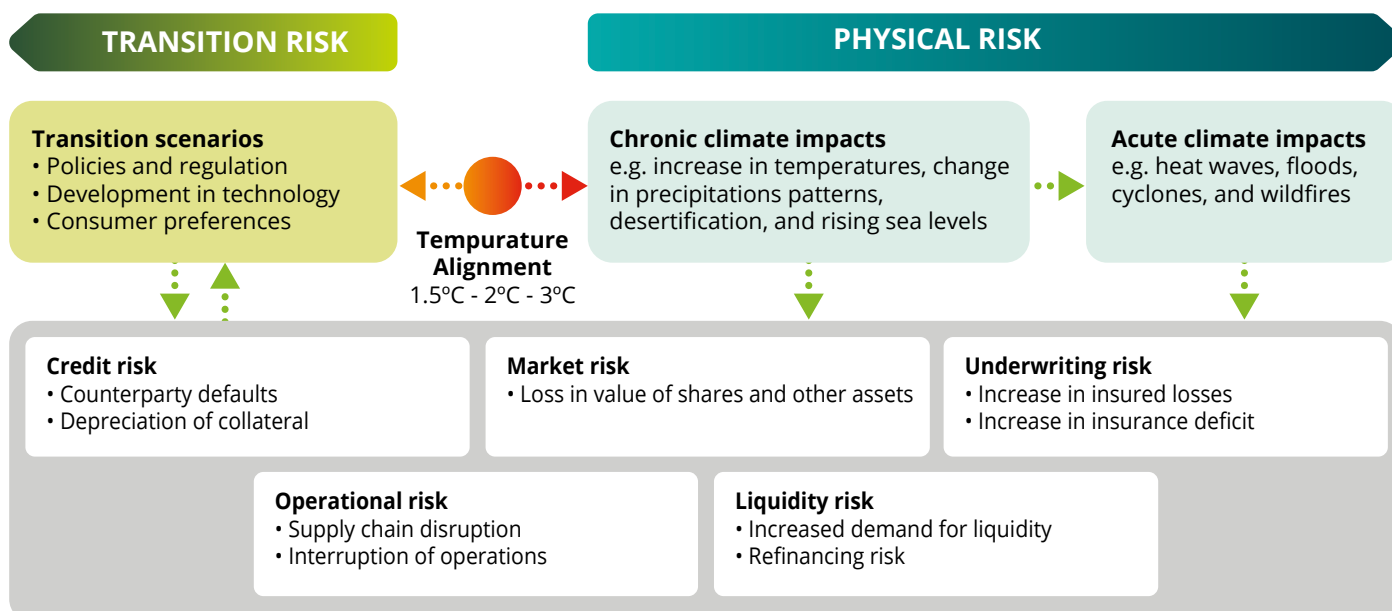 TRANSITION RISK
PHYSICAL RISK
Transition scenarios
• Policies and regulation
• Development in technology
• Consumer preferences
Tempurature
Alignment
1.5ºC - 2ºC - 3ºC
Chronic climate impacts
e.g. increase in temperatures, change
in precipitations patterns,
desertification, and rising sea levels
Acute climate impacts
e.g. heat waves, floods,
cyclones, and wildfires
Credit risk
• Counterparty defaults
• Depreciation of collateral
Market risk
• Loss in value of shares and other assets
Underwriting risk
• Increase in insured losses
• Increase in insurance deficit
Operational risk
• Supply chain disruption
• Interruption of operations
Liquidity risk
• Increased demand for liquidity
• Refinancing risk